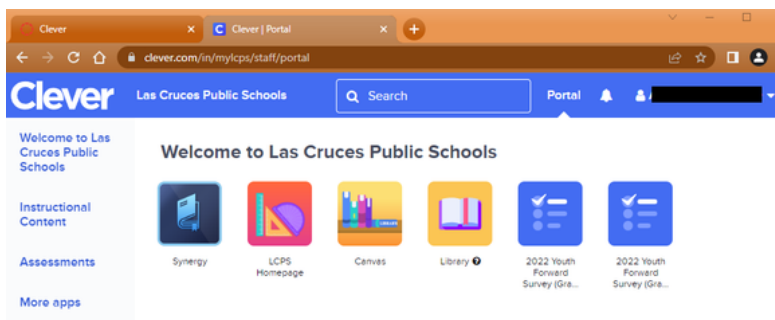 Clever
Clever | Portal
clever.com/in/mylcps/staff/portal
Clever
Las Cruces Public Schools
Search
Portal
Welcome to Las
Cruces Public
Schools
Instructional
Content
Assessments
More apps
Welcome to Las Cruces Public Schools
Synergy
LCPS
Homepage
LIBRARY
Canvas
Library
2022 Youth
Forward
Survey (Gra...
2022 Youth
Forward
Survey (Gra...